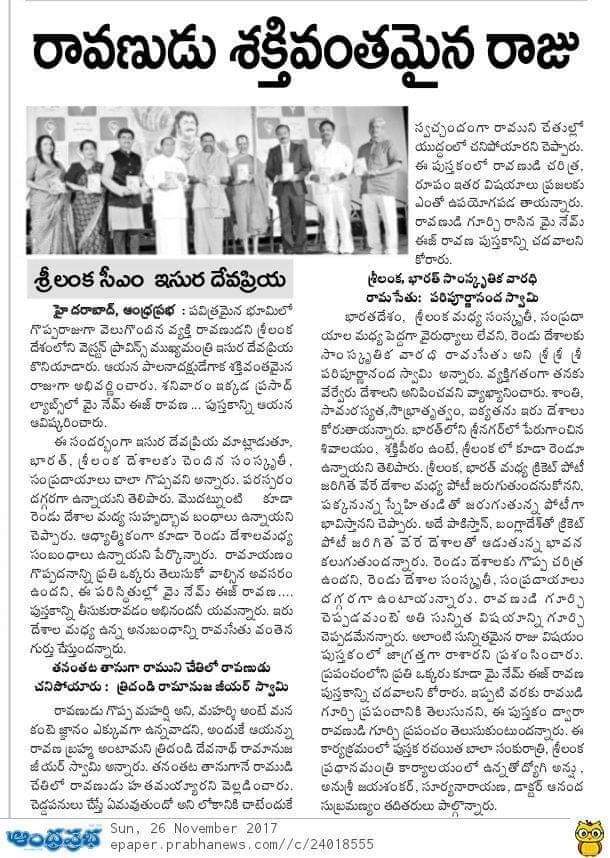 రావణుడు శక్తివంతమైన రాజు
శ్రీలంక సీఎం ఇసుర దేవప్రియ
హైదరాబాద్, ఆంధ్రప్రభ : పవిత్రమైన భూమిలో
గొప్పరాజుగా వెలుగొందిన వ్యక్తి రావణుడని శ్రీలంక
దేశంలోని వెస్ట్రన్ ప్రావిన్స్ ముఖ్యమంత్రి ఇసుర దేవప్రియ
కొనియాడారు. ఆయన పాలనాదక్షుడేగాక శక్తివంతమైన
రాజుగా అభివర్ణించారు. శనివారం ఇక్కడ ప్రసాద్
ల్యాబ్స్‌లో మై నేమ్ ఈజ్ రావణ ... పుస్తకాన్ని ఆయన
ఆవిష్కరించారు.
ఈ సందర్భంగా ఇసుర దేవప్రియ మాట్లాడుతూ,
భారత్, శ్రీలంక దేశాలకు చెందిన సంస్కృతి,
సంప్రదాయాలు చాలా గొప్పవని అన్నారు. పరస్పరం
దగ్గరగా ఉన్నాయని తెలిపారు. మొదట్నుంటి కూడా
రెండు దేశాల మద్య సుహృద్భావ బంధాలు ఉన్నాయని
చెప్పారు. ఆధ్యాత్మికంగా కూడా రెండు దేశాలమధ్య
సంబంధాలు ఉన్నాయని పేర్కొన్నారు. రామాయణం
గొప్పదనాన్ని ప్రతి ఒక్కరు తెలుసుకో వాల్సిన అవసరం
ఉందని, ఈ పరిస్థితుల్లో మై నేమ్ ఈజ్ రావణ....
పుస్తకాన్ని తీసుకురావడం అభినందనీ యమన్నారు. ఇరు
దేశాల మధ్య ఉన్న అనుబంధాన్ని రామసేతు వంతెన
గుర్తు చేస్తుందన్నారు.
తనంతట తానుగా రాముని చేతిలో రావణుడు
చనిపోయారు : త్రిదండి రామానుజ జీయర్ స్వామి
రావణుడు గొప్ప మహర్షి అని, మహర్షి అంటే మన
కంటె జ్ఞానం ఎక్కువగా ఉన్నవాడని, అందుకే ఆయన్ను
రావణ బ్రహ్మ అంటామని త్రిదండి దేవనాథ్ రామానుజ
జీయర్ స్వామి అన్నారు. తనంతట తానుగానే రాముడి
చేతిలో రావణుడు హతమయ్యారని వెల్లడించారు.
చెడ్డపనులు చేస్తే ఏమవుతుందో అని లోకానికి చాటేందుకే
స్వచ్ఛందంగా రాముని చేతుల్లో
యుద్ధంలో చనిపోయారని చెప్పారు.
ఈ పుస్తకంలో రావణుడి చరిత్ర,
రూపం ఇతర విషయాలు ప్రజలకు
ఎంతో ఉపయోగపడ తాయన్నారు.
రావణుడి గూర్చి రాసిన మై నేమ్
ఈజ్ రావణ పుస్తకాన్ని చదవాలని
కోరారు.
శ్రీలంక, భారత్ సాంస్కృతిక వారధి
రామసేతు: పరిపూర్ణానంద స్వామి
భారతదేశం, శ్రీలంక మధ్య సంస్కృతీ, సంప్రదా
యాల మధ్య పెద్దగా వైరుధ్యాలు లేవని, రెండు దేశాలకు
సాంస్కృతిక వారధి రామసేతు అని శ్రీ శ్రీ శ్రీ
పరిపూర్ణానంద స్వామి అన్నారు. వ్యక్తిగతంగా తనకు
వేర్వేరు దేశాలని అనిపించవని వ్యాఖ్యానించారు. శాంతి,
సామరస్యత,సౌభ్రాతృత్వం, ఐక్యతను ఇరు దేశాలు
కోరుతాయన్నారు. భారత్‌లోని శ్రీనగర్‌లో పేరుగాంచిన
శివాలయం, శక్తిపీఠం ఉంటే, శ్రీలంక లో కూడా రెండూ
ఉన్నాయని తెలిపారు. శ్రీలంక, భారత్ మధ్య క్రికెట్ పోటీ
జరిగితే వేరే దేశాల మధ్య పోటీ జరుగుతుందనుకోనని,
పక్కనున్న స్నేహితుడితో జరుగుతున్న పోటీగా
భావిస్తానని చెప్పారు. అదే పాకిస్తాన్, బంగ్లాదేశ్‌తో క్రికెట్
పోటీ జరిగితే వేరే దేశాలతో ఆడుతున్న భావన
కలుగుతుందన్నారు. రెండు దేశాలకు గొప్ప చరిత్ర
ఉందని, రెండు దేశాల సంస్కృతీ, సంప్రదాయాలు
దగ్గరగా ఉంటాయన్నారు. రావణుడి గూర్చి
చెప్పడమంటే అతి సున్నిత విషయాన్ని గూర్చి
చెప్పడమేనన్నారు. అలాంటి సున్నితమైన రాజు విషయం
పుస్తకంలో జాగ్రత్తగా రాశారని ప్రశంసించారు.
ప్రపంచంలోని ప్రతి ఒక్కరు కూడా మై నేమ్ ఈజ్ రావణ
పుస్తకాన్ని చదవాలని కోరారు. ఇప్పటి వరకు రాముడి
గూర్చి ప్రపంచానికి తెలుసునని, ఈ పుస్తకం ద్వారా
రావణుడి గూర్చి ప్రపంచం తెలుసుకుంటుందన్నారు. ఈ
కార్యక్రమంలో పుస్తక రచయిత బాలా సంకురాత్రి, శ్రీలంక
ప్రధానమంత్రి కార్యాలయంలో ఉన్నతోద్యోగి అన్షు ,
అనుశ్రీ జయశంకర్, సూర్యనారాయణ, డాక్టర్ ఆనంద
సుబ్రమణ్యం తదితరులు పాల్గొన్నారు.
ఆంధ్రప్రభ Sun, 26 November 2017
epaper.prabhanews.com//c/24018555